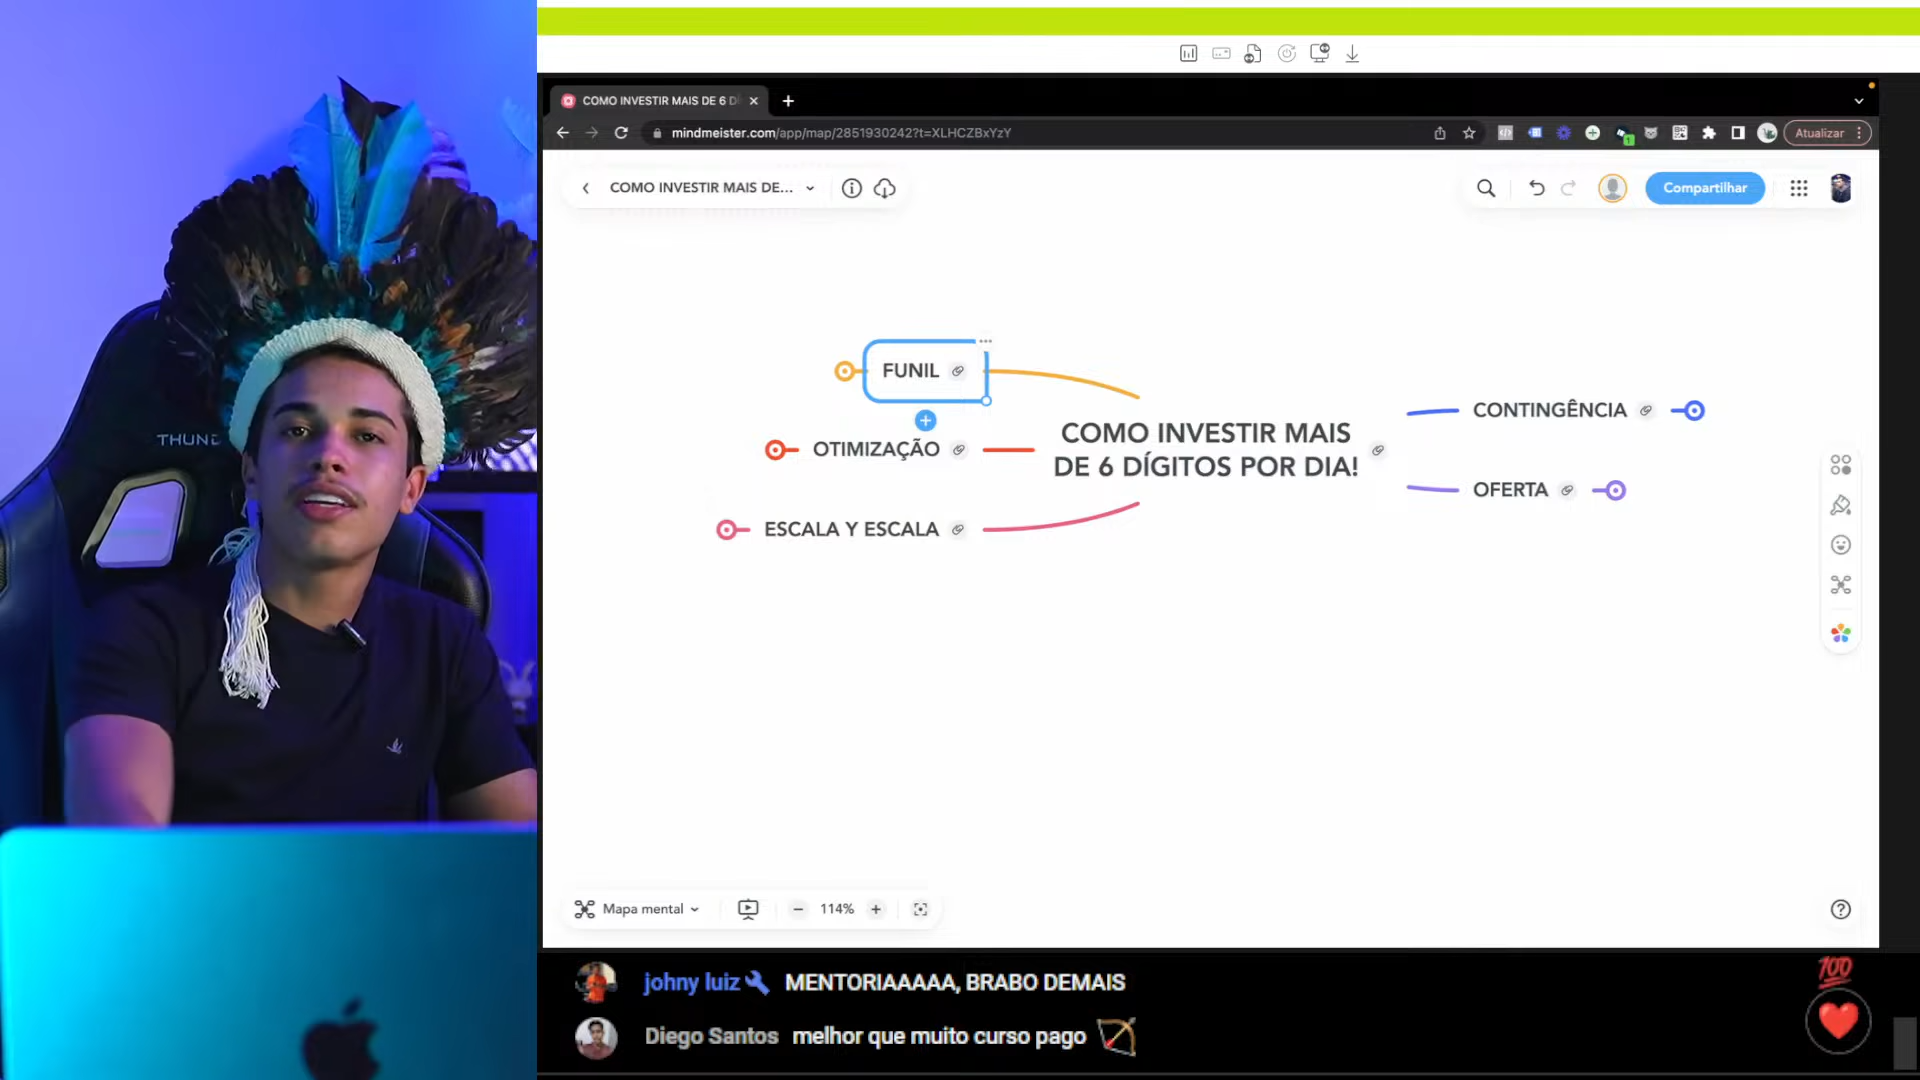 THUND
COMO INVESTIR MAIS DE 6 D
mindmeister.com/app/map/2851930242?t=XLHCZBxYzY
1
Atualizar
COMO INVESTIR MAIS DE...
Compartilhar
FUNIL
OTIMIZAÇÃO
ESCALA Y ESCALA
COMO INVESTIR MAIS
DE 6 DÍGITOS POR DIA!
CONTINGÊNCIA
OFERTA
Mapa mental
114%
johny luiz MENTORIAAAAA, BRABO DEMAIS
100
Diego Santos melhor que muito curso pago